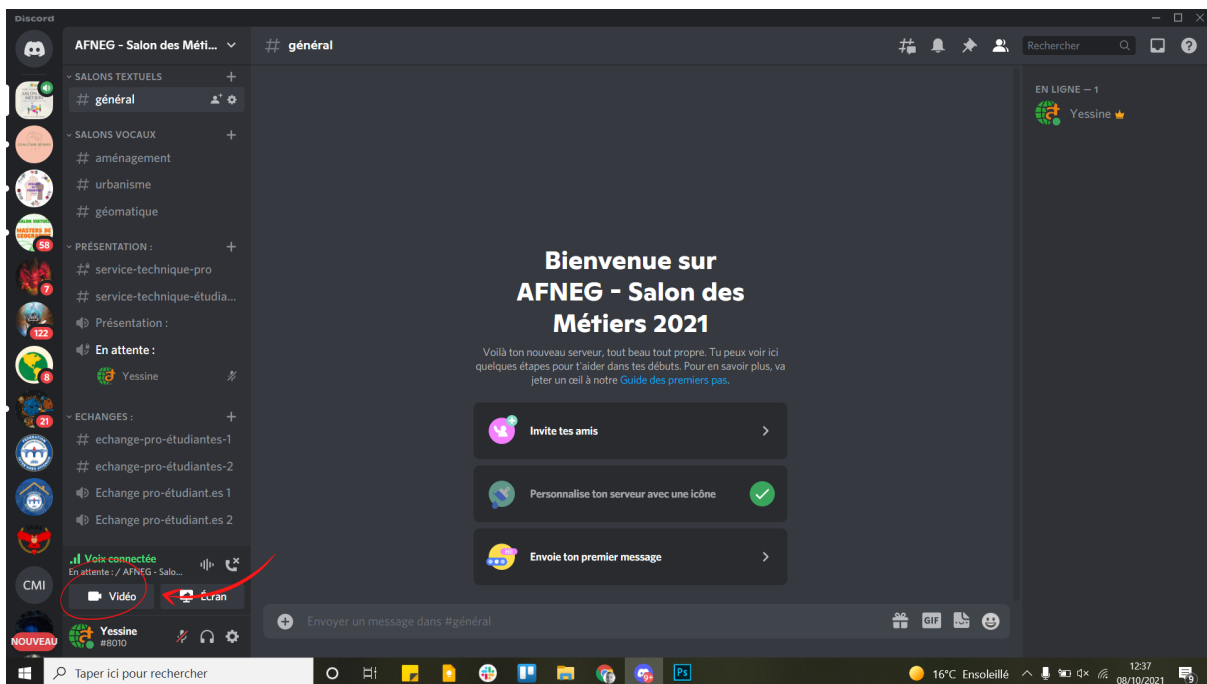 Discord
AFNEG - Salon des Méti...
général
Rechercher
SALONS TEXTUELS
général
SALONS VOCAUX
aménagement
urbanisme
géomatique
PRÉSENTATION :
service-technique-pro
service-technique-étudia...
Présentation :
En attente :
Yessine
ECHANGES :
echange-pro-étudiantes-1
echange-pro-étudiantes-2
Echange pro-étudiant.es 1
Echange pro-étudiant.es 2
Voix connectée
En attente : / AFNEG - Salo...
Vidéo
Écran
Yessine
#8010
58
7
122
8
21
CMI
NOUVEAU
Bienvenue sur
AFNEG - Salon des
Métiers 2021
Voilà ton nouveau serveur, tout beau tout propre. Tu peux voir ici
quelques étapes pour t'aider dans tes débuts. Pour en savoir plus, va
jeter un œil à notre Guide des premiers pas.
Invite tes amis
Personnalise ton serveur avec une icône
Envoie ton premier message
Envoyer un message dans #général
GIF
EN LIGNE — 1
Yessine
Taper ici pour rechercher
Ps
16°C Ensoleillé
12:37
08/10/2021
9